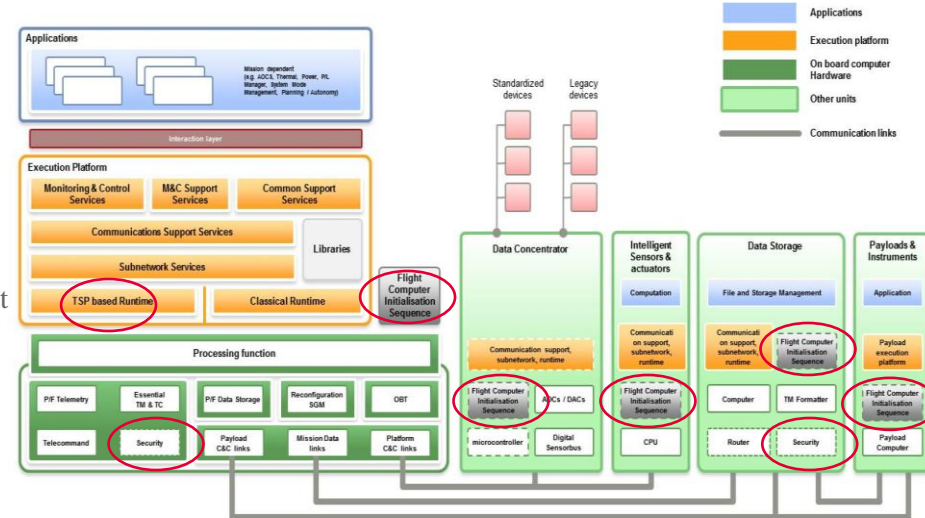 Applications
Execution platform
On board computer
Hardware
Other units
Communication links
Applications
Mission dependent
(e.g. AOCS, Thermal, Power, P/L
Manager, System Mode
Management, Planning / Autonomy)
Interaction layer
Execution Platform
Monitoring & Control
Services
M&C Support
Services
Common Support
Services
Communications Support Services
Libraries
Subnetwork Services
TSP based Runtime
Classical Runtime
t
Flight
Computer
Initialisation
Sequence
Processing function
P/F Telemetry
Essential
TM & TC
P/F Data Storage
Reconfiguration
SGM
OBT
Telecommand
Security
Payload
C&C links
Mission Data
links
Platform
C&C links
Standardized
devices
Legacy
devices
Data Concentrator
Communication support,
subnetwork, runtime
Flight Computer
Initialisation
Sequence
ADCs / DACs
microcontroller
Digital
Sensorbus
Intelligent
Sensors &
actuators
Computation
Communicati
on support,
subnetwork,
runtime
Flight Computer
Initialisation
Sequence
CPU
Data Storage
File and Storage Management
Communicati
on support,
subnetwork,
runtime
Flight Computer
Initialisation
Sequence
Computer
TM Formatter
Router
Security
Payloads &
Instruments
Application
Payload
execution
platform
Flight Computer
Initialisation
Sequence
Payload
Computer